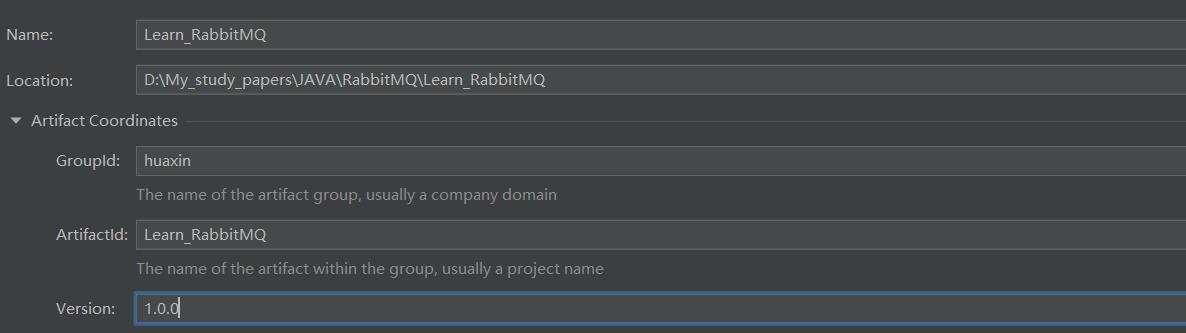 Name: Learn_RabbitMQ
Location: D:\My_study_papers\JAVA\RabbitMQ\Learn_RabbitMQ
Artifact Coordinates
GroupId: huaxin
The name of the artifact group, usually a company domain
ArtifactId: Learn_RabbitMQ
The name of the artifact within the group, usually a project name
Version: 1.0.0